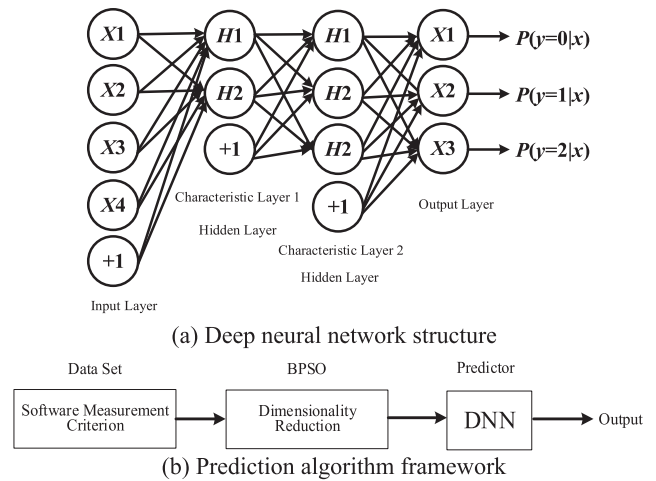 X1 H1 H1 X1 P(y=0|x)
X2 H2 H2 X2 P(y=1|x)
X3 +1 H2 X3 P(y=2|x)
X4 +1
+1
Characteristic Layer 1
Hidden Layer
Output Layer
Characteristic Layer 2
Hidden Layer
Input Layer
(a) Deep neural network structure
Data Set BPSO Predictor
Software Measurement
Criterion
Dimensionality
Reduction
DNN
Output
(b) Prediction algorithm framework